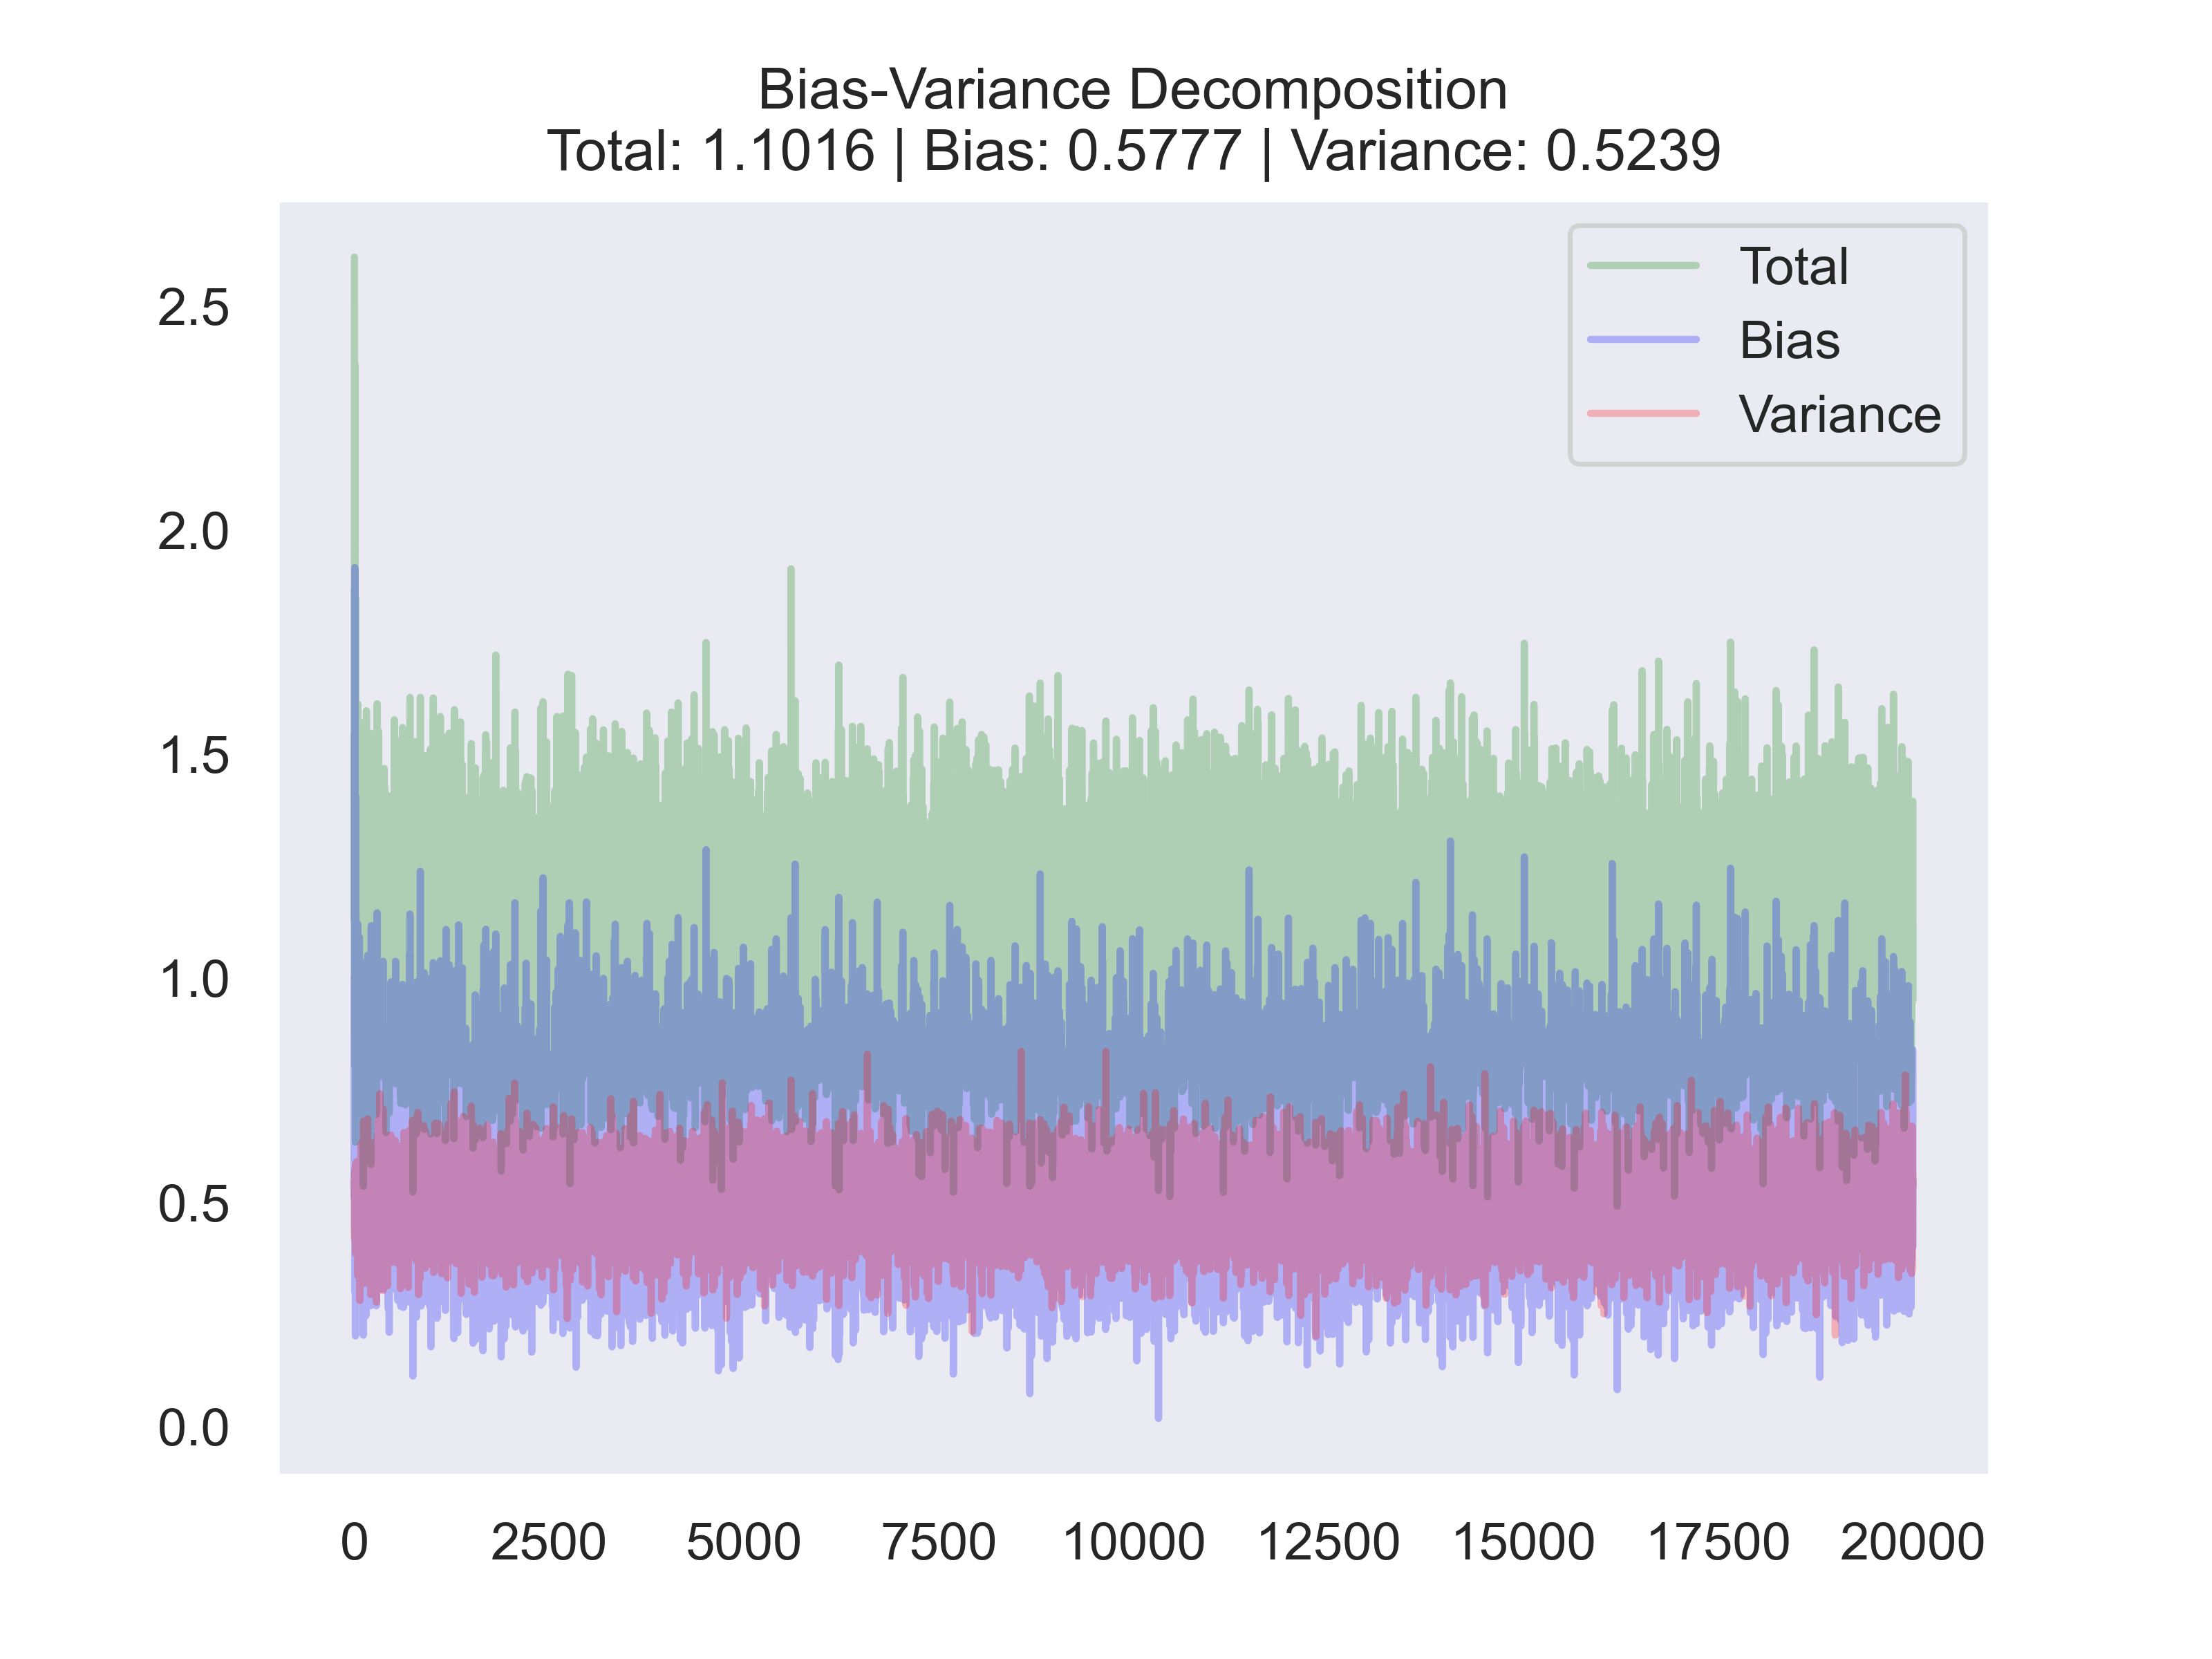 Bias-Variance Decomposition
Total: 1.1016 | Bias: 0.5777 | Variance: 0.5239
Total
Bias
Variance
2.5
2.0
1.5
1.0
0.5
0.0
0 2500 5000 7500 10000 12500 15000 17500 20000